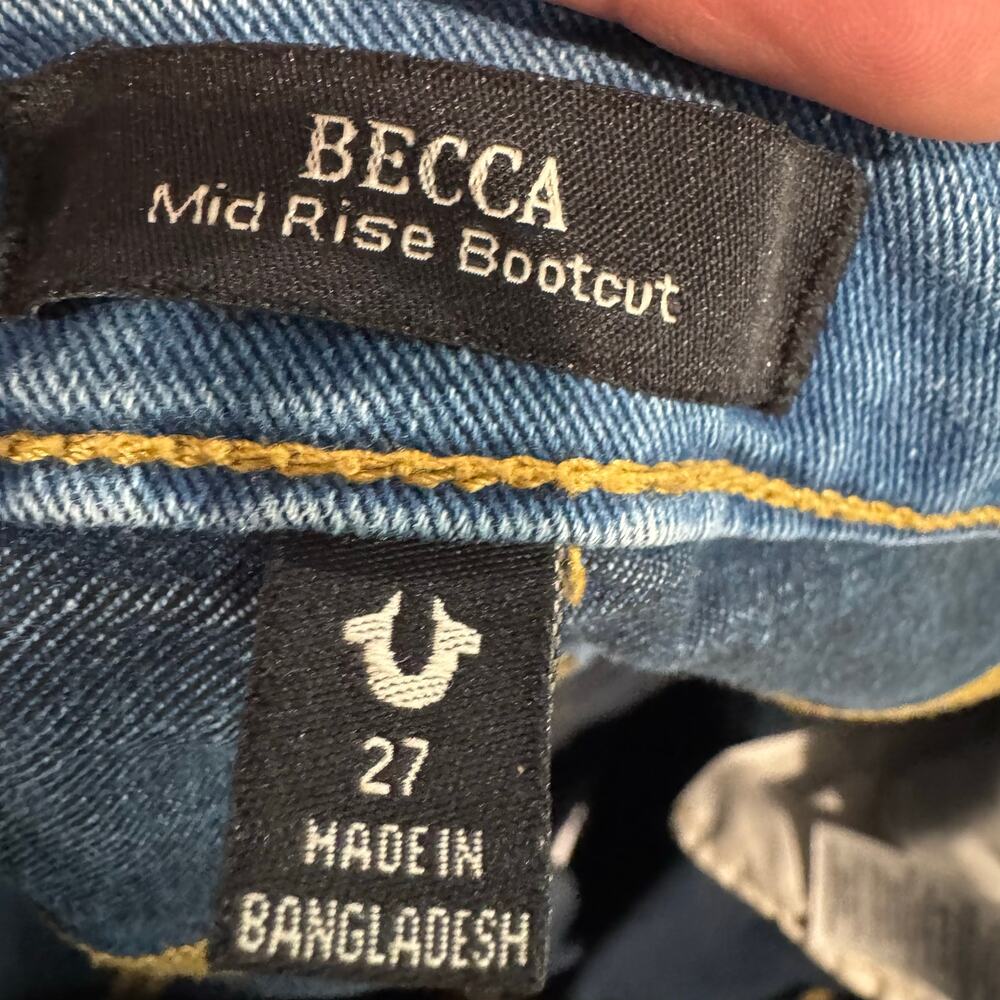 BECCA
Mid Rise Bootcut
27
MADE IN
BANGLADESH